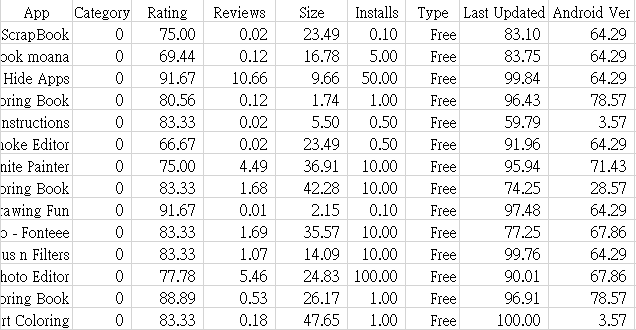 App Category Rating Reviews Size Installs Type Last Updated Android Ver
ScrapBook 0 75.00 0.02 23.49 0.10 Free 83.10 64.29
ook moana 0 69.44 0.12 16.78 5.00 Free 83.75 64.29
Hide Apps 0 91.67 10.66 9.66 50.00 Free 99.84 64.29
oring Book 0 80.56 0.12 1.74 1.00 Free 96.43 78.57
nstructions 0 83.33 0.02 5.50 0.50 Free 59.79 3.57
noke Editor 0 66.67 0.02 23.49 0.50 Free 91.96 64.29
nite Painter 0 75.00 4.49 36.91 10.00 Free 95.94 71.43
oring Book 0 83.33 1.68 42.28 10.00 Free 74.25 28.57
rawing Fun 0 91.67 0.01 2.15 0.10 Free 97.48 64.29
o - Fonteee 0 83.33 1.69 35.57 10.00 Free 77.25 67.86
us n Filters 0 83.33 1.07 14.09 10.00 Free 99.76 64.29
hoto Editor 0 77.78 5.46 24.83 100.00 Free 90.01 67.86
oring Book 0 88.89 0.53 26.17 1.00 Free 96.91 78.57
rt Coloring 0 83.33 0.18 47.65 1.00 Free 100.00 3.57